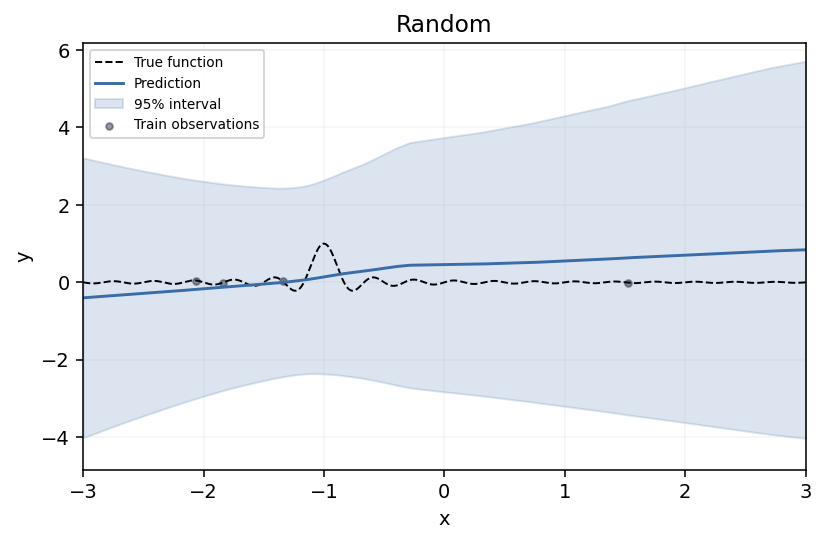 Random
True function
Prediction
95% interval
Train observations
6
4
2
0
−2
−4
y
−3
−2
−1
0
1
2
3
x